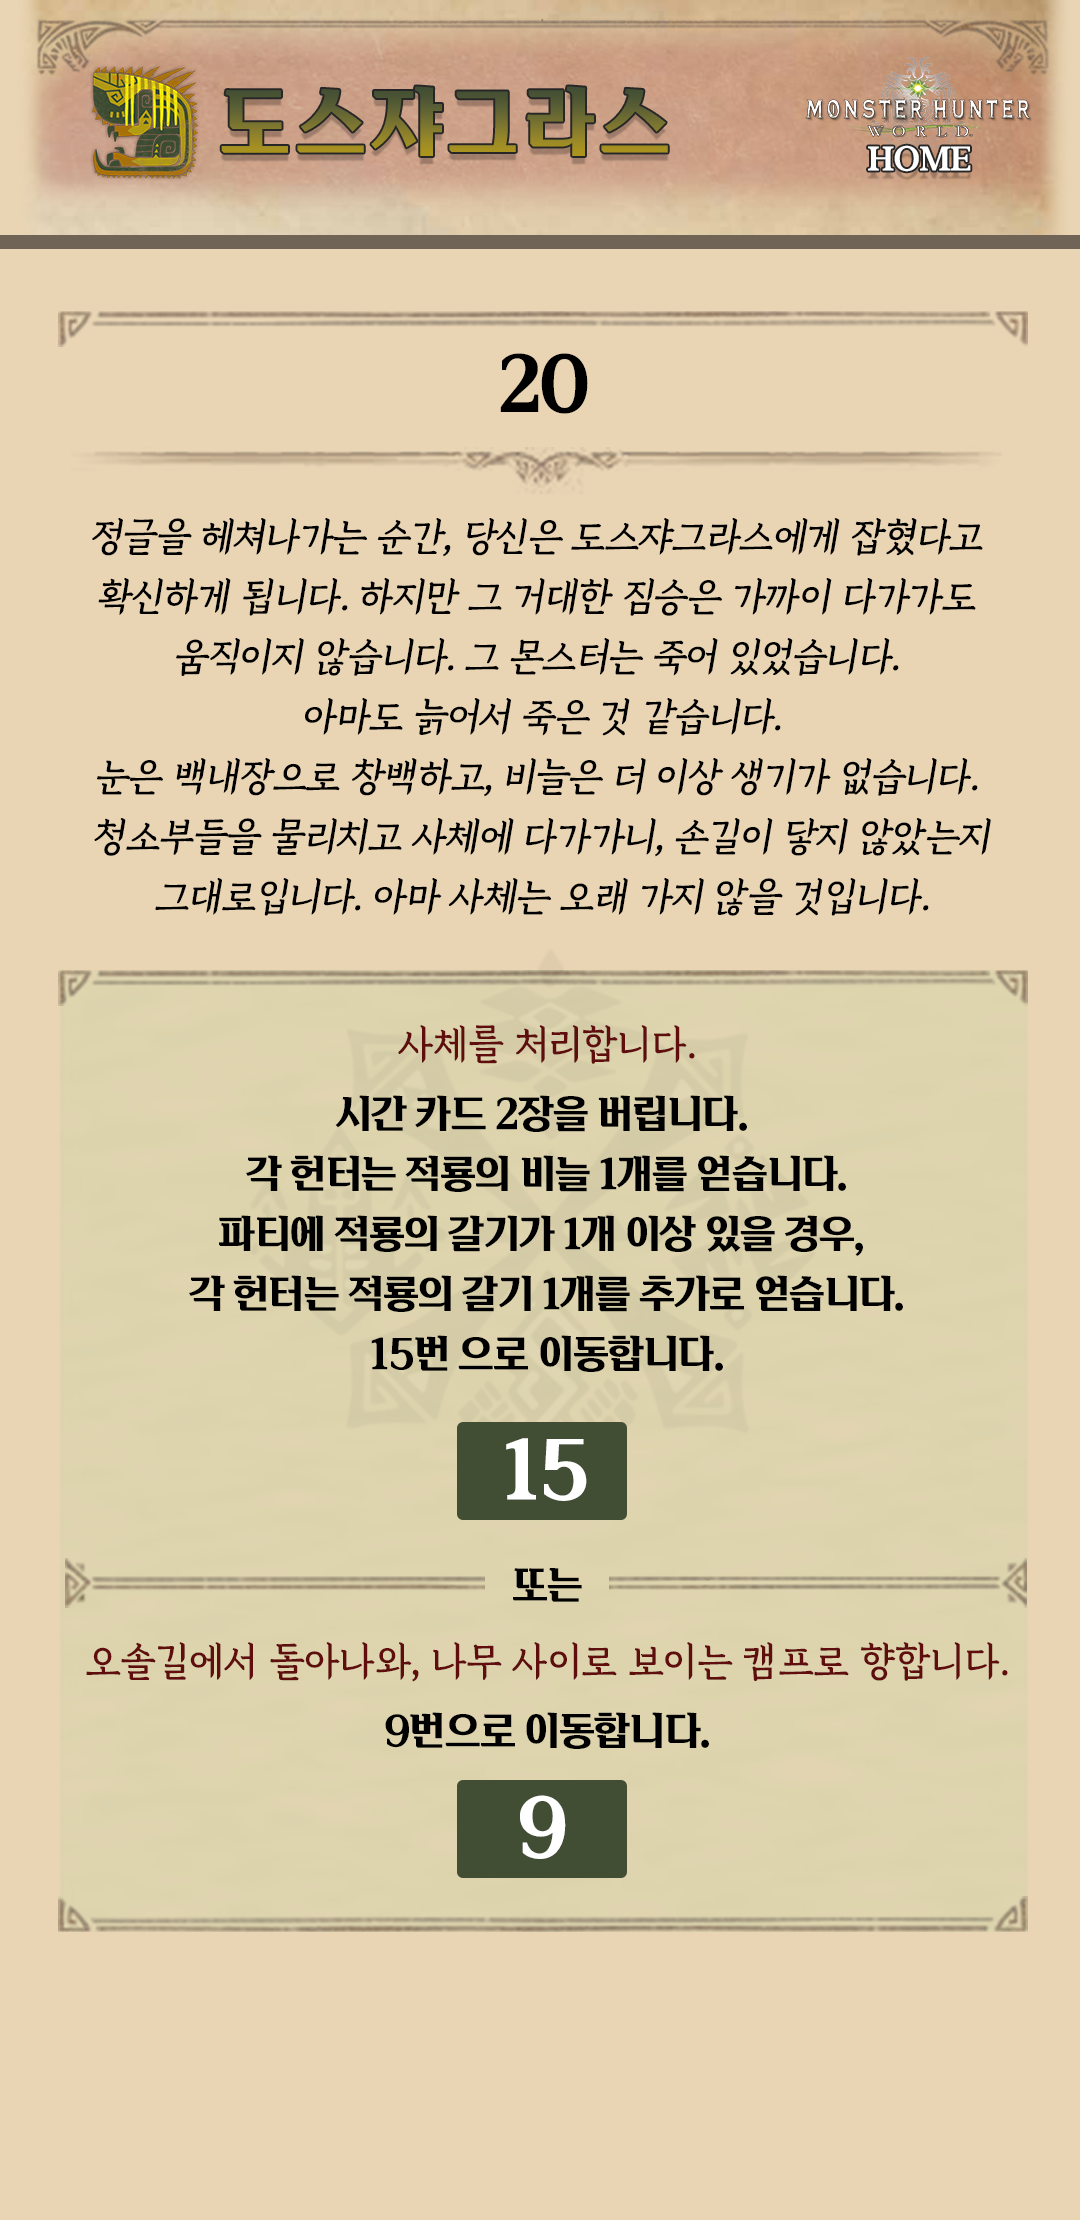 도스쟈그라스
MONSTER HUNTER
WORLD
HOME
20
정글을 헤쳐나가는 순간, 당신은 도스쟈그라스에게 잡혔다고
확신하게 됩니다. 하지만 그 거대한 짐승은 가까이 다가가도
움직이지 않습니다. 그 몬스터는 죽어 있었습니다.
아마도 늙어서 죽은 것 같습니다.
눈은 백내장으로 창백하고, 비늘은 더 이상 생기가 없습니다.
청소부들을 물리치고 사체에 다가가니, 손길이 닿지 않았는지
그대로입니다. 아마 사체는 오래 가지 않을 것입니다.
사체를 처리합니다.
시간 카드 2장을 버립니다.
각 헌터는 적룡의 비늘 1개를 얻습니다.
파티에 적룡의 갈기가 1개 이상 있을 경우,
각 헌터는 적룡의 갈기 1개를 추가로 얻습니다.
15번 으로 이동합니다.
15
또는
오솔길에서 돌아나와, 나무 사이로 보이는 캠프로 향합니다.
9번으로 이동합니다.
9